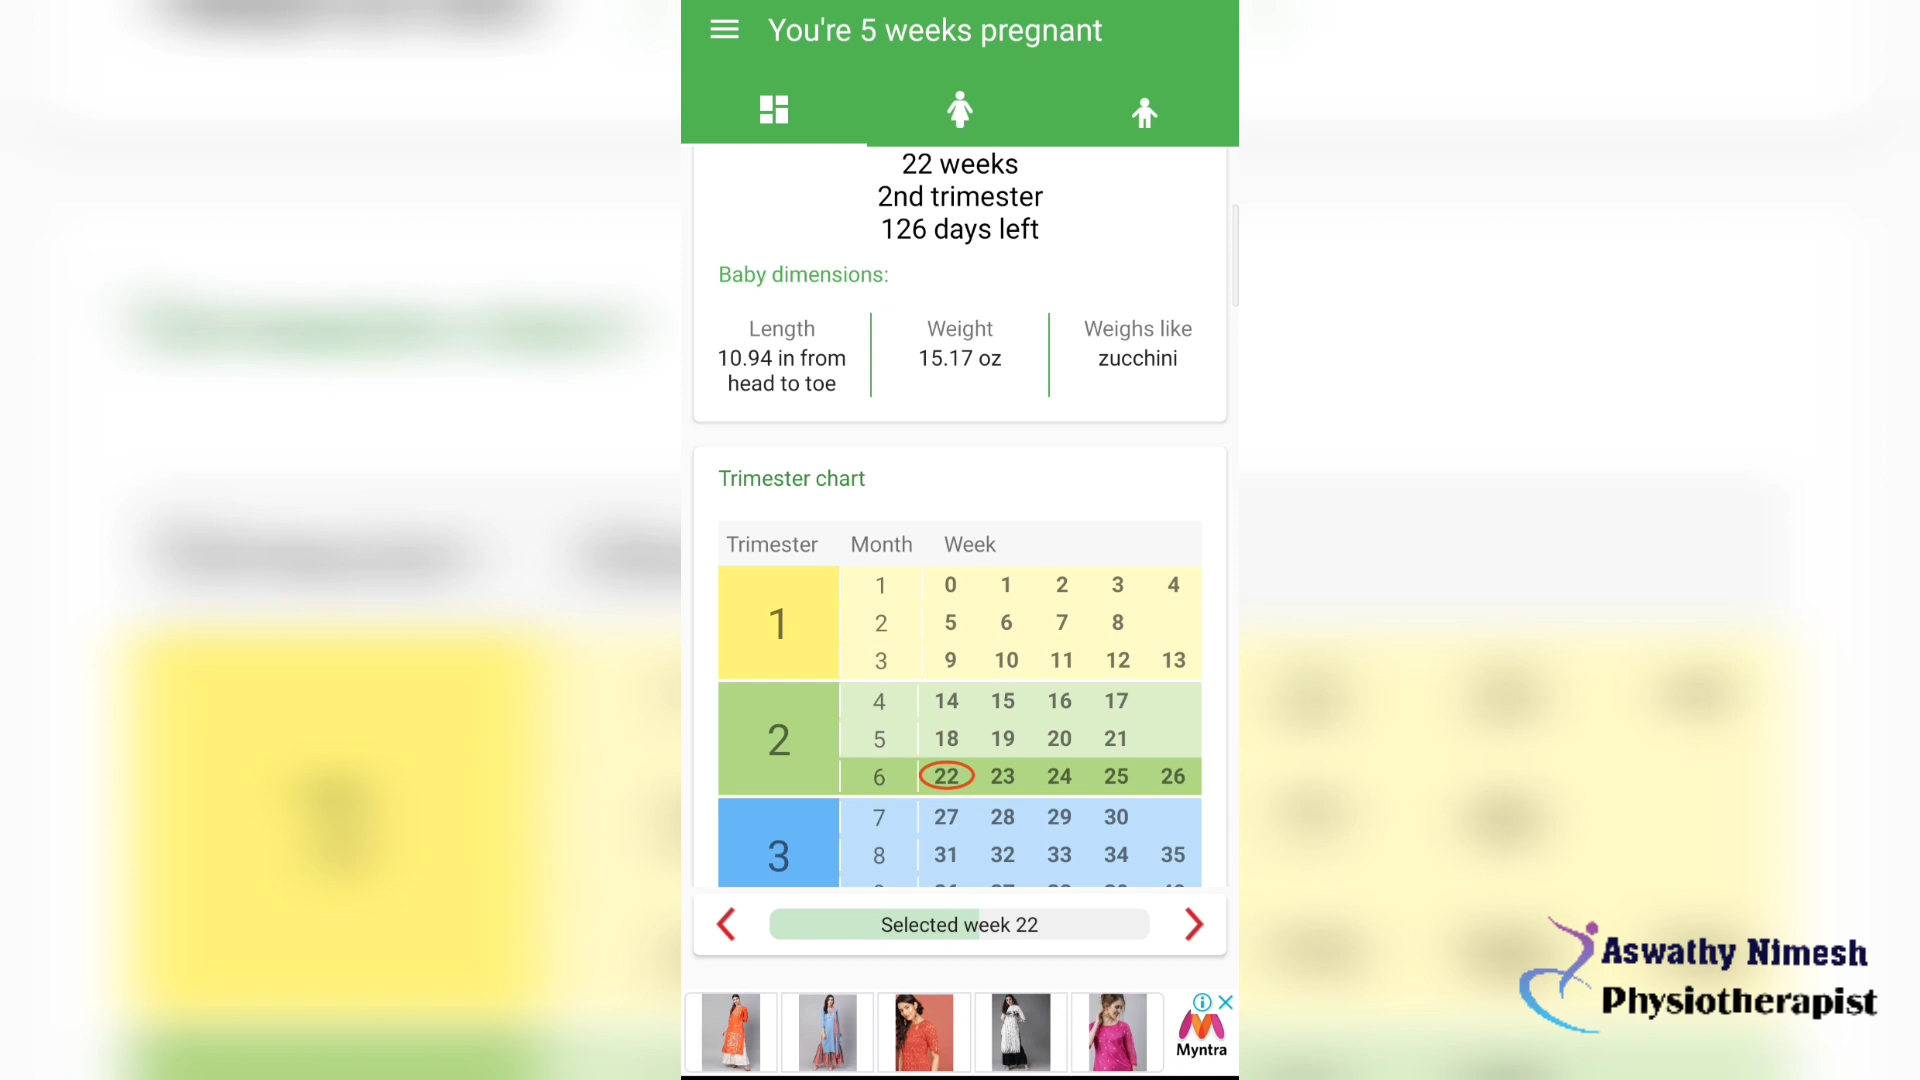 You're 5 weeks pregnant
22 weeks
2nd trimester
126 days left
Baby dimensions:
Length Weight Weighs like
10.94 in from 15.17 oz zucchini
head to toe
Trimester chart
Trimester Month Week
1
1 0 1 2 3 4
2 5 6 7 8
3 9 10 11 12 13
2
4 14 15 16 17
5 18 19 20 21
6 22 23 24 25 26
3
7 27 28 29 30
8 31 32 33 34 35
Selected week 22
Myntra
Aswathy Nimesh
Physiotherapist